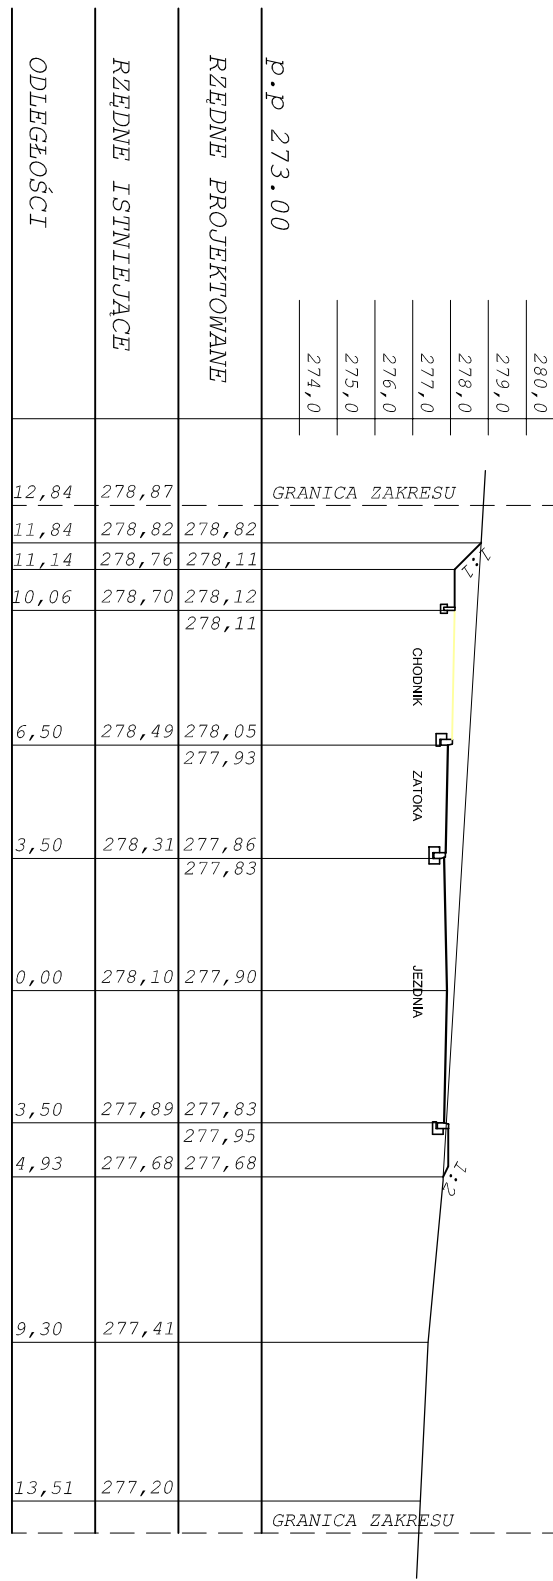 p.p 273.00
RZĘDNE PROJEKTOWANE
RZĘDNE ISTNIEJĄCE
ODLEGŁOŚCI
280,0
279,0
278,0
277,0
276,0
275,0
274,0
12,84 278,87 GRANICA ZAKRESU
11,84 278,82 278,82
1:1
11,14 278,76 278,11
10,06 278,70 278,12
278,11
CHODNIK
6,50 278,49 278,05
277,93
ZATOKA
3,50 278,31 277,86
277,83
0,00 278,10 277,90
JEZDNIA
3,50 277,89 277,83
277,95
4,93 277,68 277,68
1:2
9,30 277,41
13,51 277,20
GRANICA ZAKRESU